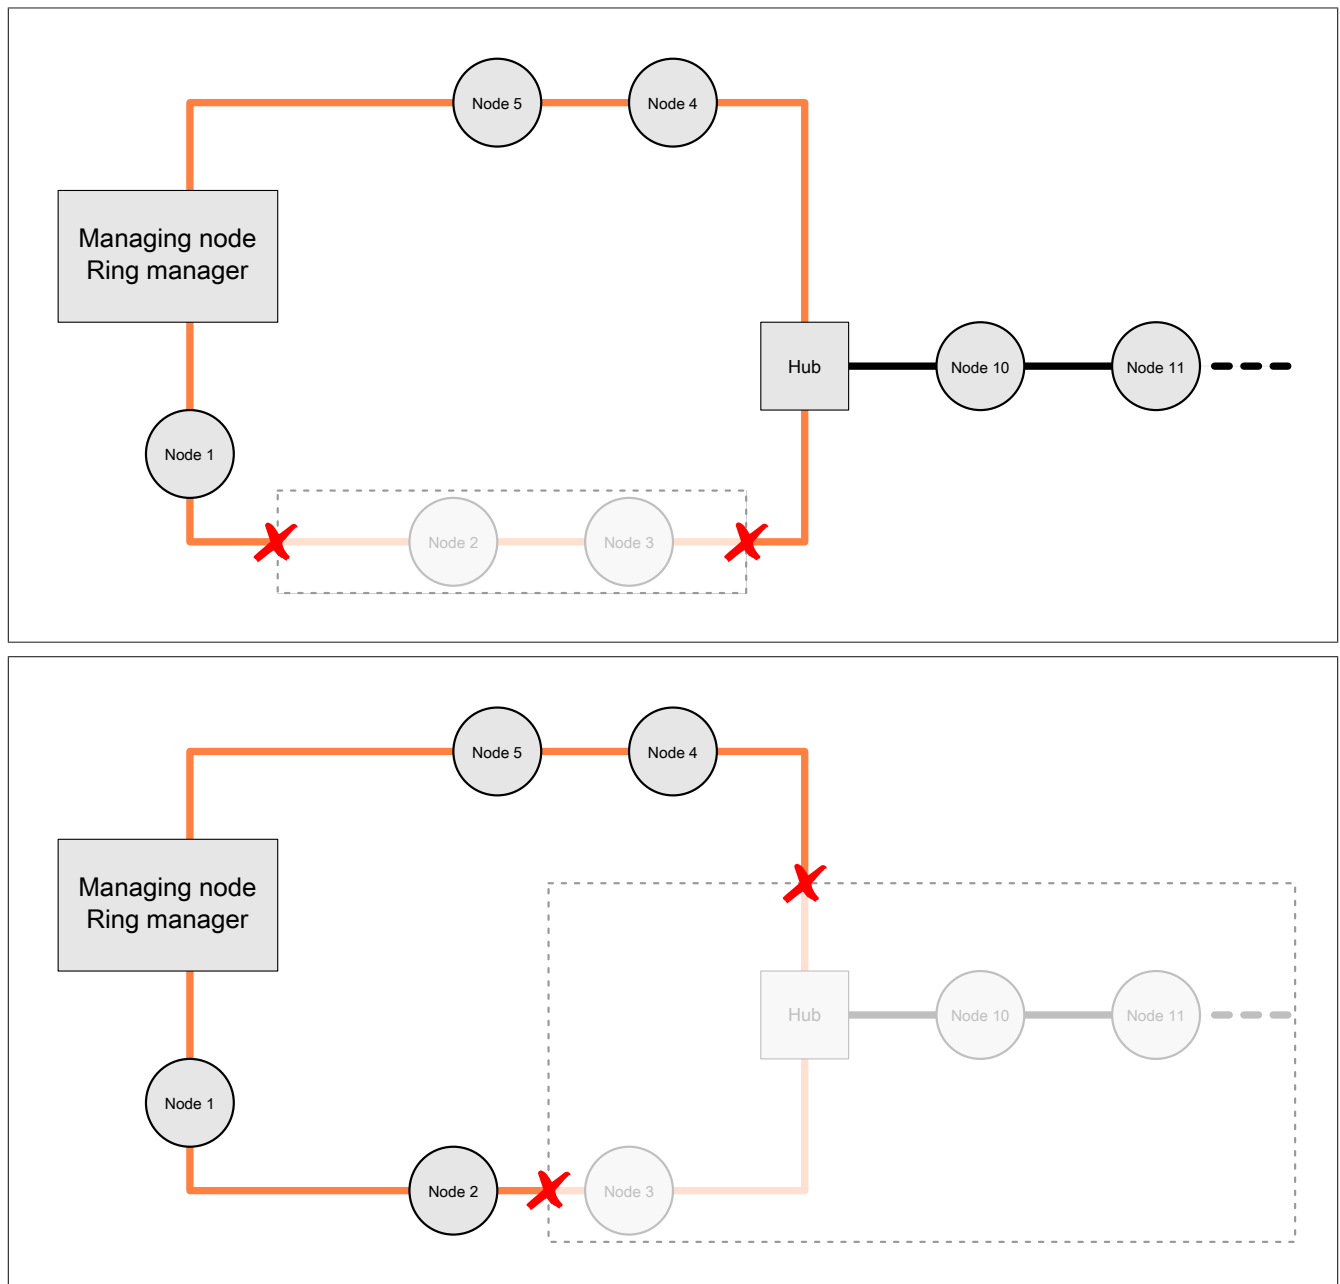 Node 5
Node 4
Managing node
Ring manager
Hub
Node 10
Node 11
Node 1
Node 2
Node 3
Node 5
Node 4
Managing node
Ring manager
Hub
Node 10
Node 11
Node 1
Node 2
Node 3